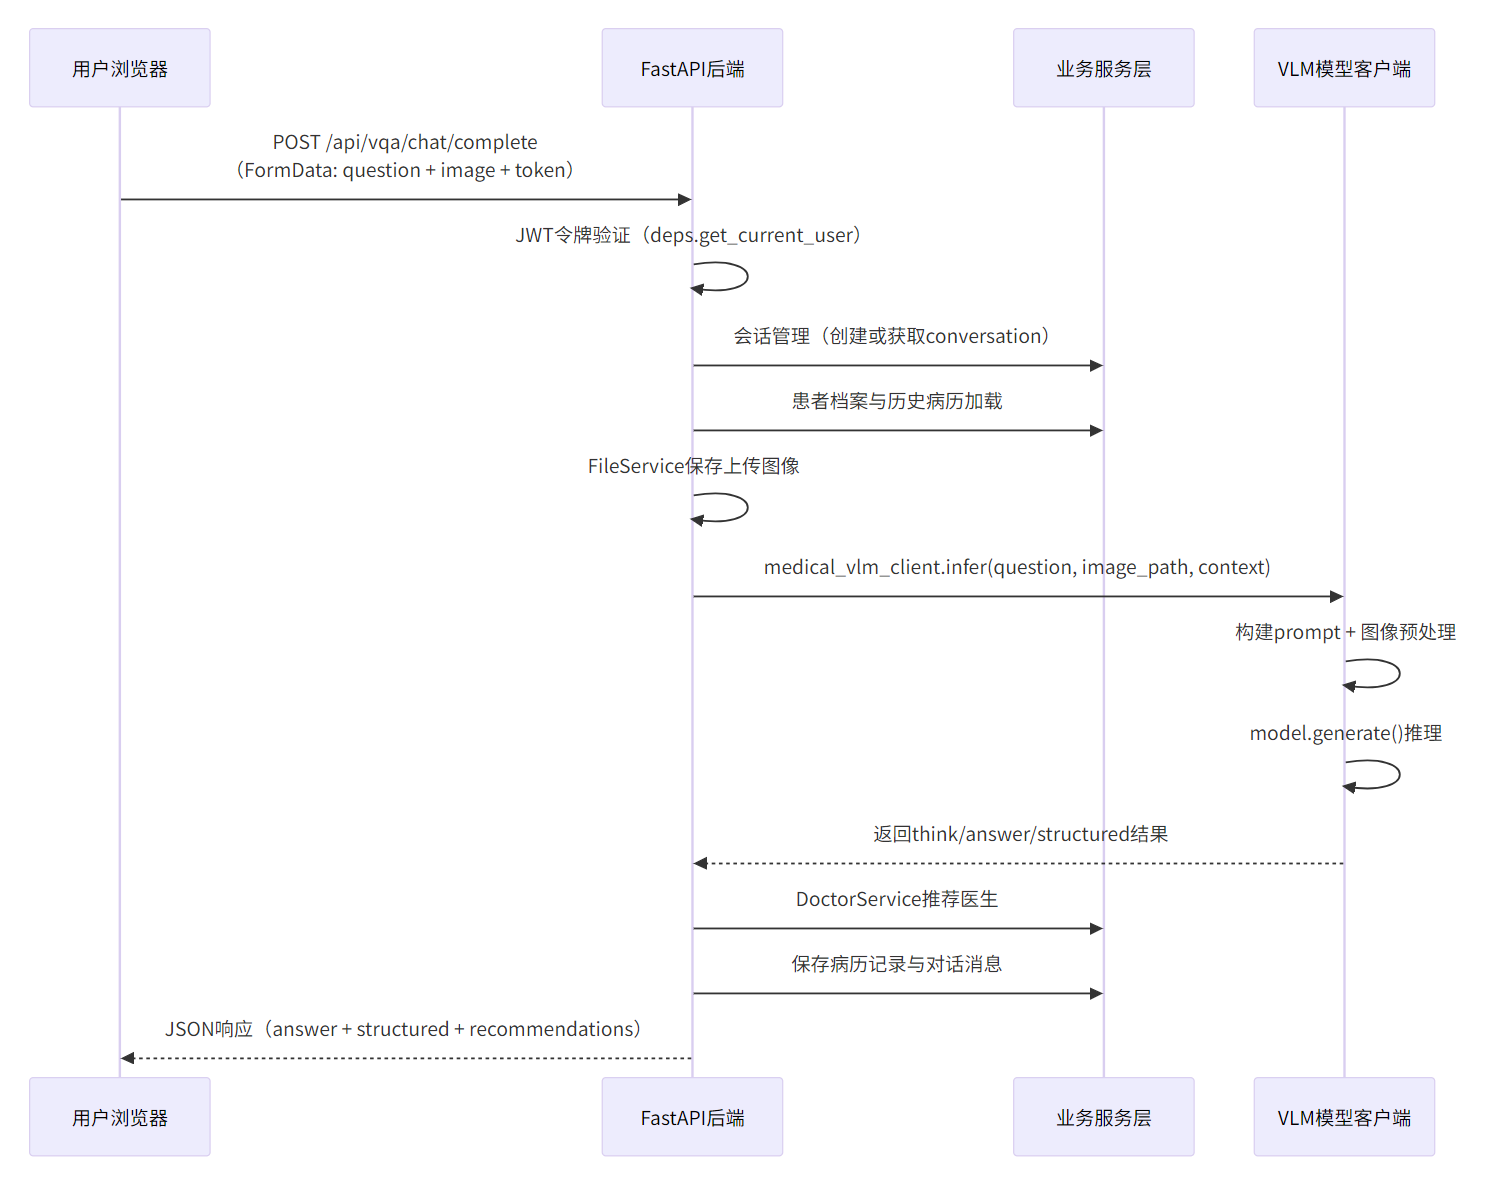 用户浏览器
FastAPI后端
业务服务层
VLM模型客户端
POST /api/vqa/chat/complete
（FormData: question + image + token）
JWT令牌验证（deps.get_current_user）
会话管理（创建或获取conversation）
患者档案与历史病历加载
FileService保存上传图像
medical_vlm_client.infer(question, image_path, context)
构建prompt + 图像预处理
model.generate()推理
返回think/answer/structured结果
DoctorService推荐医生
保存病历记录与对话消息
JSON响应（answer + structured + recommendations）
用户浏览器
FastAPI后端
业务服务层
VLM模型客户端